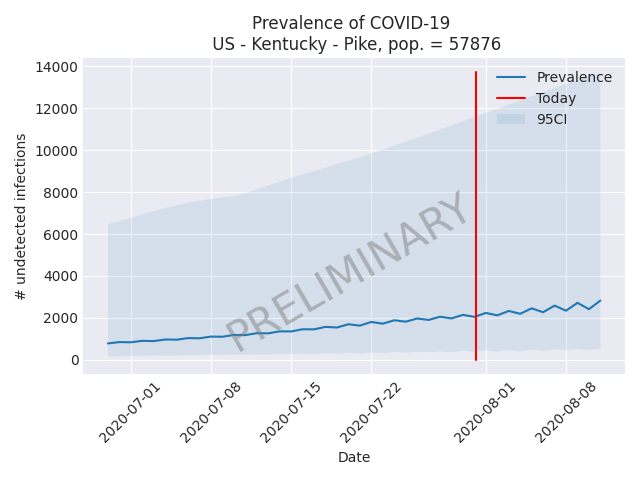 Prevalence of COVID-19
US - Kentucky - Pike, pop. = 57876
# undetected infections
14000
12000
10000
8000
6000
4000
2000
0
Prevalence
Today
95CI
PRELIMINARY
2020-07-01
2020-07-08
2020-07-15
2020-07-22
2020-08-01
2020-08-08
Date